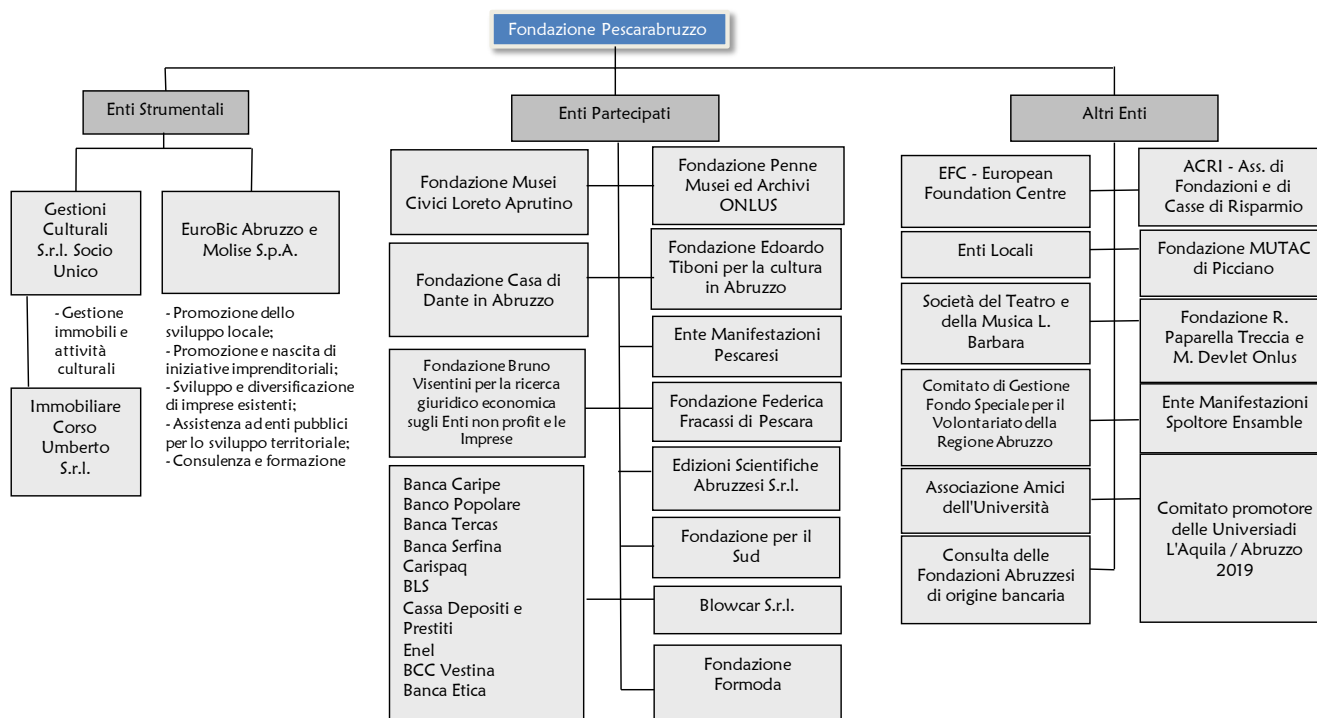 Fondazione Pescarabruzzo
Enti Strumentali
Gestioni
Culturali
S.r.l. Socio
Unico
- Gestione
immobili e
attività
culturali
Immobiliare
Corso
Umberto
S.r.l.
EuroBic Abruzzo e
Molise S.p.A.
- Promozione dello
sviluppo locale;
- Promozione e nascita di
iniziative imprenditoriali;
- Sviluppo e diversificazione
di imprese esistenti;
- Assistenza ad enti pubblici
per lo sviluppo territoriale;
- Consulenza e formazione
Enti Partecipati
Fondazione Musei
Civici Loreto Aprutino
Fondazione Casa di
Dante in Abruzzo
Fondazione Bruno
Visentini per la ricerca
giuridico economica
sugli Enti non profit e le
Imprese
Banca Caripe
Banco Popolare
Banca Tercas
Banca Serfina
Carispaq
BLS
Cassa Depositi e
Prestiti
Enel
BCC Vestina
Banca Etica
Fondazione Penne
Musei ed Archivi
ONLUS
Fondazione Edoardo
Tiboni per la cultura
in Abruzzo
Ente Manifestazioni
Pescaresi
Fondazione Federica
Fracassi di Pescara
Edizioni Scientifiche
Abruzzesi S.r.l.
Fondazione per il
Sud
Blowcar S.r.l.
Fondazione
Formoda
Altri Enti
EFC - European
Foundation Centre
Enti Locali
Società del Teatro e
della Musica L.
Barbara
Comitato di Gestione
Fondo Speciale per il
Volontariato della
Regione Abruzzo
Associazione Amici
dell'Università
Consulta delle
Fondazioni Abruzzesi
di origine bancaria
ACRI - Ass. di
Fondazioni e di
Casse di Risparmio
Fondazione MUTAC
di Picciano
Fondazione R.
Paparella Treccia e
M. Devlet Onlus
Ente Manifestazioni
Spoltore Ensamble
Comitato promotore
delle Universiadi
L'Aquila / Abruzzo
2019